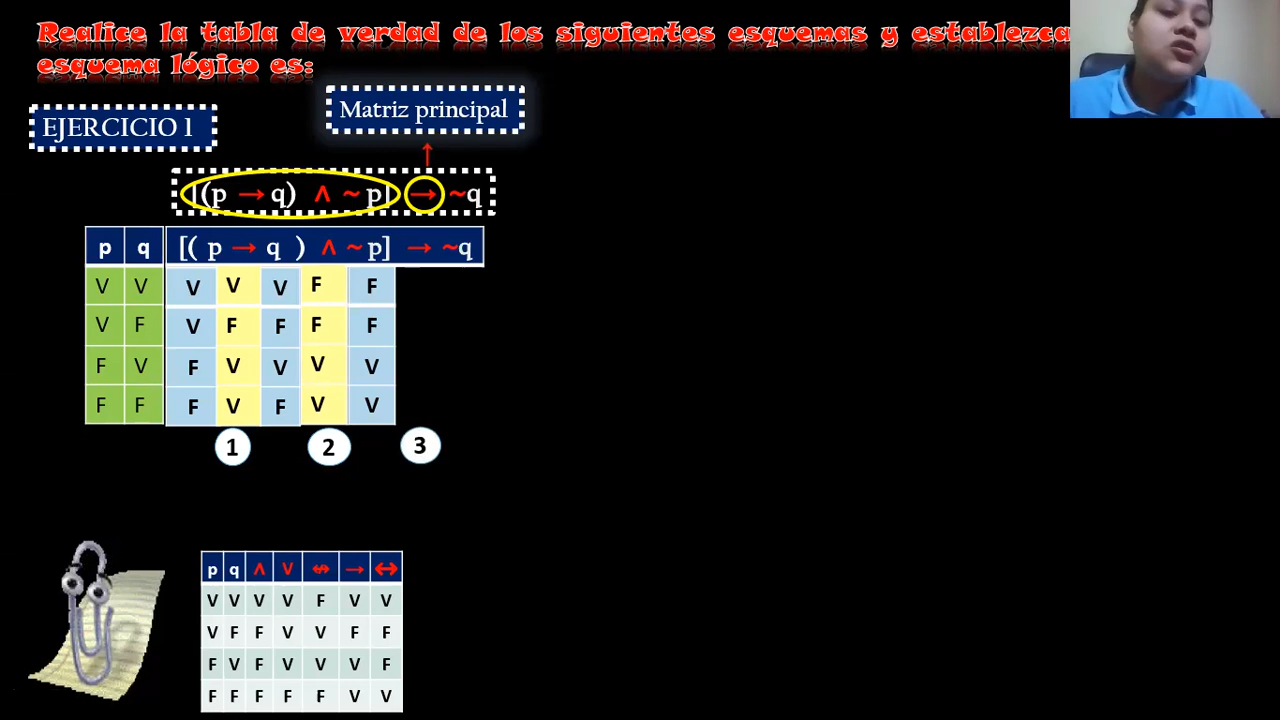 Realice la tabla de verdad de los siguientes esquemas y establezca
esquema lógico es:
Matriz principal
EJERCICIO 1
[(p → q) ∧ ~ p] → ~q
p q [( p → q ) ∧ ~ p] → ~q
V V V V V F F
V F V F F F F
F V F V V V V
F F F V F V V
1 2 3
p q ∧ ∨ ↮ → ↔
V V V V F V V
V F F V V F F
F V F V V V F
F F F F F V V